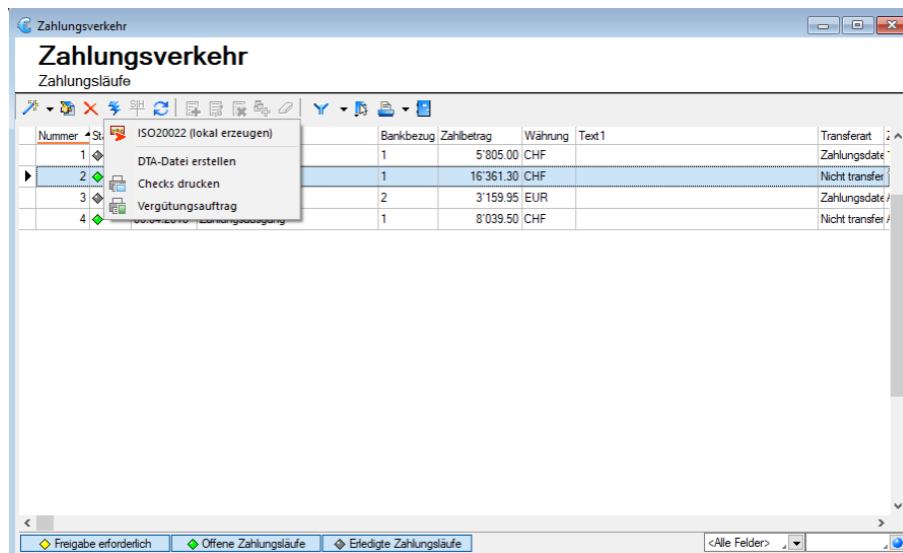 Zahlungsverkehr
Zahlungsverkehr
Zahlungsläufe
Nummer St Bankbezug Zahlbetrag Währung Text1 Transferart
ISO20022 (lokal erzeugen)
DTA-Datei erstellen
Checks drucken
Vergütungsauftrag
1 1 5'805.00 CHF Zahlungsdate
2 1 16'361.30 CHF Nicht transfer
3 2 3'159.95 EUR Zahlungsdate
4 Zahlungsausgang 1 8'039.50 CHF Nicht transfer
Freigabe erforderlich Offene Zahlungsläufe Erledigte Zahlungsläufe <Alle Felder>